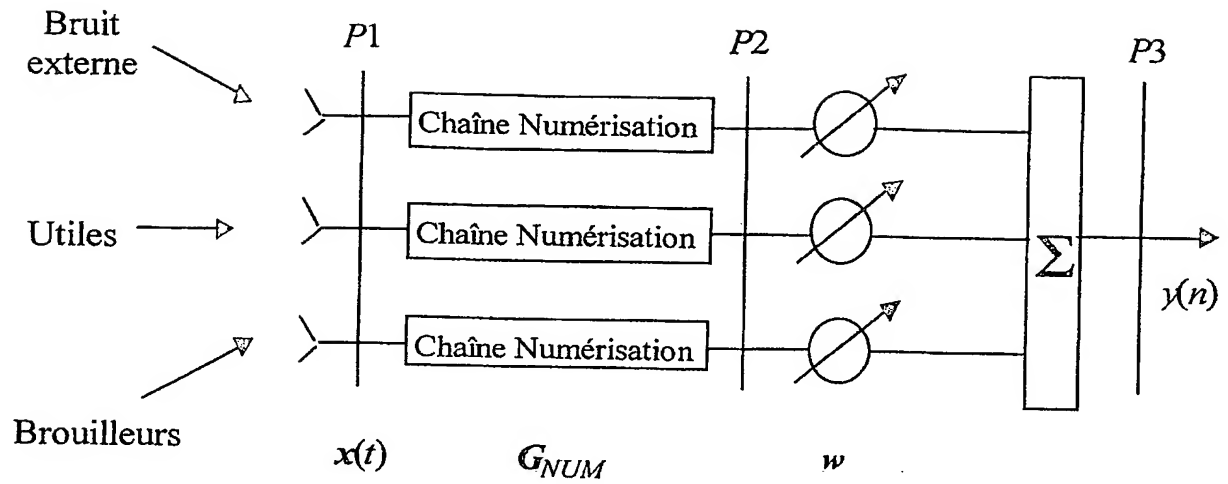 Bruit
externe
P1
P2
P3
Chaîne Numérisation
Utiles
Chaîne Numérisation
Σ
y(n)
Chaîne Numérisation
Brouilleurs
x(t)
G_NUM
w